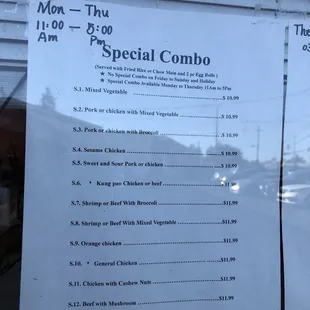 Mon - Thu
11:00 - 8:00
Am Pm
Special Combo
(Served with Fried Rice or Chow Mein and 2 pc Egg Rolls)
★ No Special Combo on Friday to Sunday and Holiday
★ Special Combo Available Monday to Thursday 11Am to 5Pm
S.1. Mixed Vegetable $ 10.99
S.2. Pork or chicken with Mixed Vegetable $ 10.99
S.3. Pork or chicken with Broccoli $ 10.99
S.4. Sesame Chicken $ 10.99
S.5. Sweet and Sour Pork or chicken $ 10.99
S.6. * Kung pao Chicken or beef 11.99
S.7. Shrimp or Beef With Broccoli $11.99
S.8. Shrimp or Beef With Mixed Vegetable $11.99
S.9. Orange chicken $11.99
S.10. * General Chicken $11.99
S.11. Chicken with Cashew Nuts $11.99
S.12. Beef with Mushroom $11.99